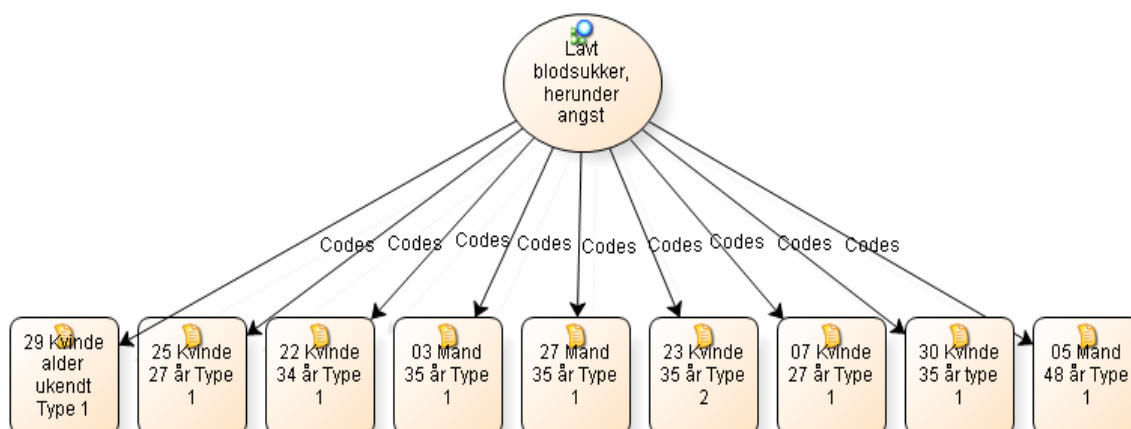 Lavt
blodsukker,
herunder
angst
Codes
Codes
Codes
Codes
Codes
Codes
Codes
Codes
Codes
29 Kvinde
alder
ukendt
Type 1
25 Kvinde
27 år Type
1
22 Kvinde
34 år Type
1
03 Mand
35 år Type
1
27 Mand
35 år Type
1
23 Kvinde
35 år Type
2
07 Kvinde
27 år Type
1
30 Kvinde
35 år type
1
05 Mand
48 år Type
1